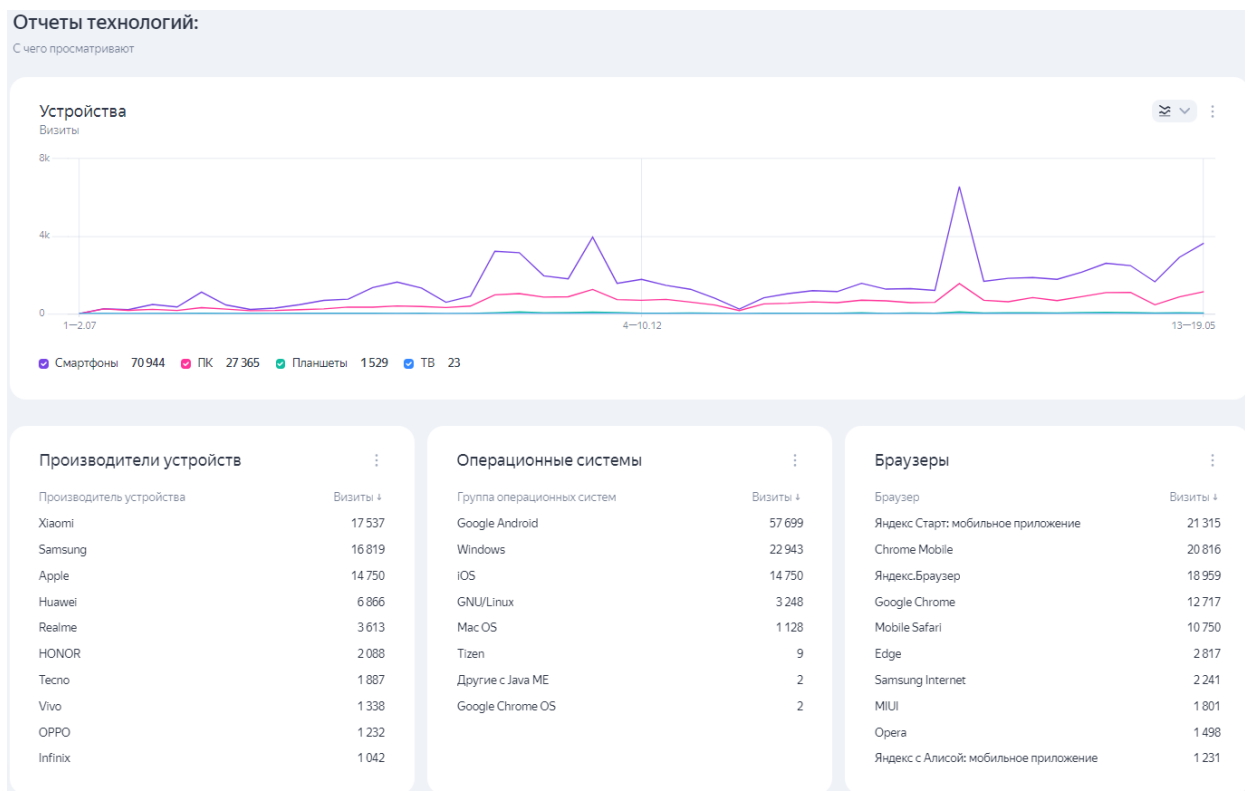 Отчеты технологий:
С чего просматривают
Устройства
Визиты
8k
4k
0
1—2.07 4—10.12 13—19.05
Смартфоны 70 944 ПК 27 365 Планшеты 1 529 ТВ 23
Производители устройств
Производитель устройства Визиты ↓
Xiaomi 17 537
Samsung 16 819
Apple 14 750
Huawei 6 866
Realme 3 613
HONOR 2 088
Tecno 1 887
Vivo 1 338
OPPO 1 232
Infinix 1 042
Операционные системы
Группа операционных систем Визиты ↓
Google Android 57 699
Windows 22 943
iOS 14 750
GNU/Linux 3 248
Mac OS 1 128
Tizen 9
Другие с Java ME 2
Google Chrome OS 2
Браузеры
Браузер Визиты ↓
Яндекс Старт: мобильное приложение 21 315
Chrome Mobile 20 816
Яндекс.Браузер 18 959
Google Chrome 12 717
Mobile Safari 10 750
Edge 2 817
Samsung Internet 2 241
MIUI 1 801
Opera 1 498
Яндекс с Алисой: мобильное приложение 1 231